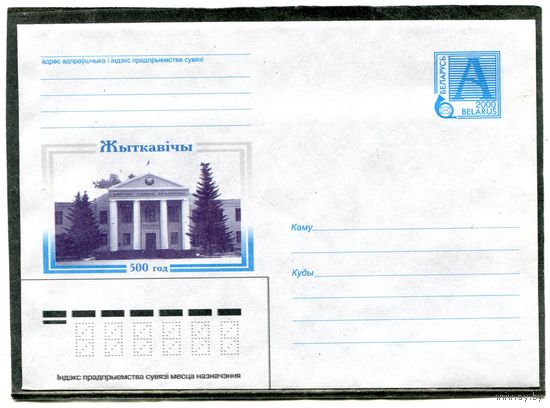 адрас адпраўшчыка і індэкс прадпрыемства сувязі
БЕЛАРУСЬ
А
2000
BELARUS
Жыткавічы
500 год
Каму
Куды
Індэкс прадпрыемства сувязі месца назначэння